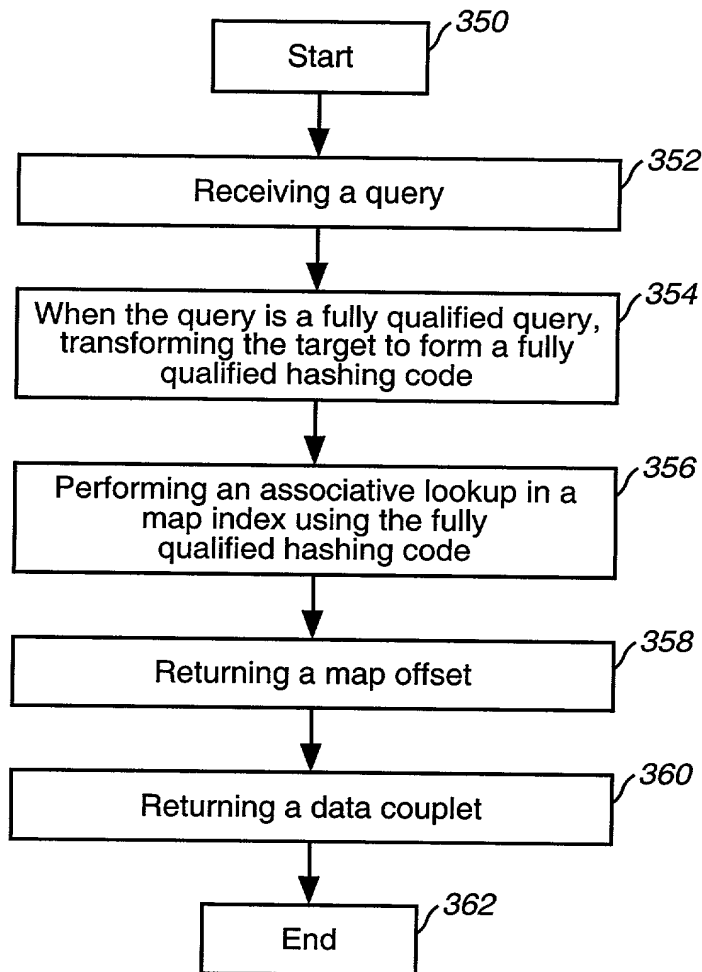 350
Start
352
Receiving a query
354
When the query is a fully qualified query,
transforming the target to form a fully
qualified hashing code
356
Performing an associative lookup in a
map index using the fully
qualified hashing code
358
Returning a map offset
360
Returning a data couplet
362
End